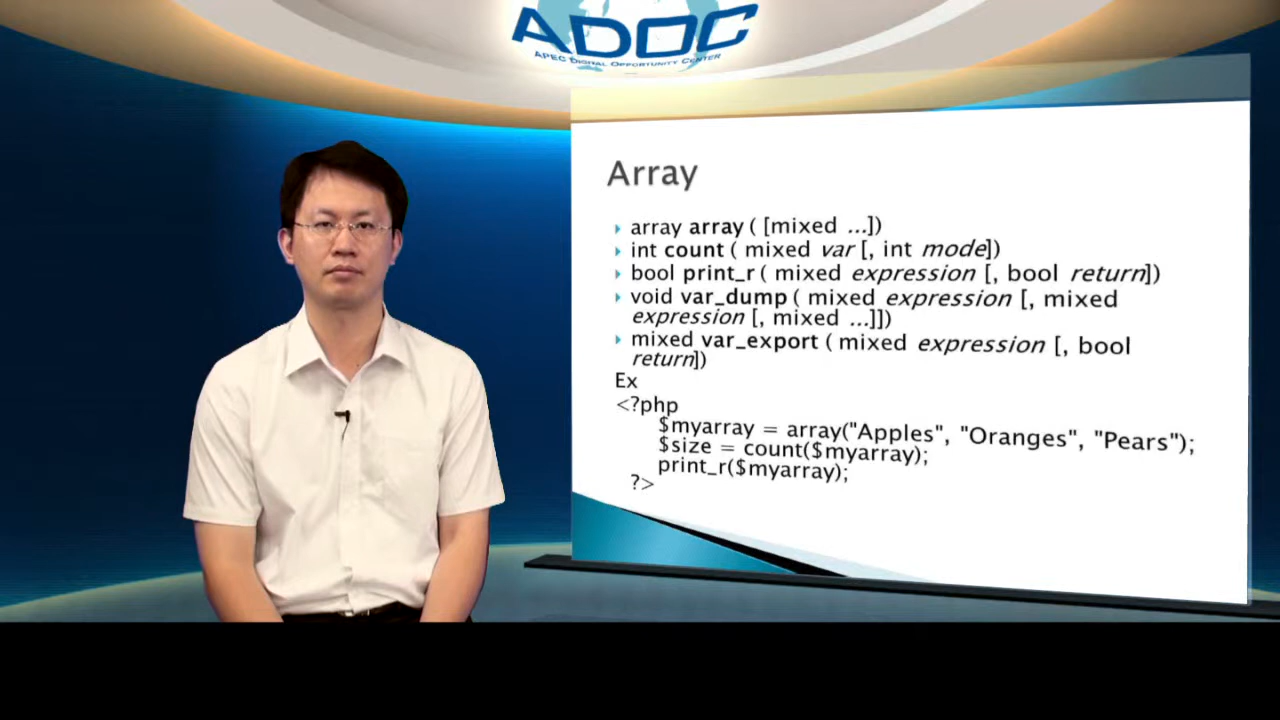 ADOC
APEC DIGITAL OPPORTUNITY CENTER
Array
array array ( [mixed ...])
int count ( mixed var [, int mode])
bool print_r ( mixed expression [, bool return])
void var_dump ( mixed expression [, mixed
expression [, mixed ...]])
mixed var_export ( mixed expression [, bool
return])
Ex
<?php
$myarray = array("Apples", "Oranges", "Pears");
$size = count($myarray);
print_r($myarray);
?>